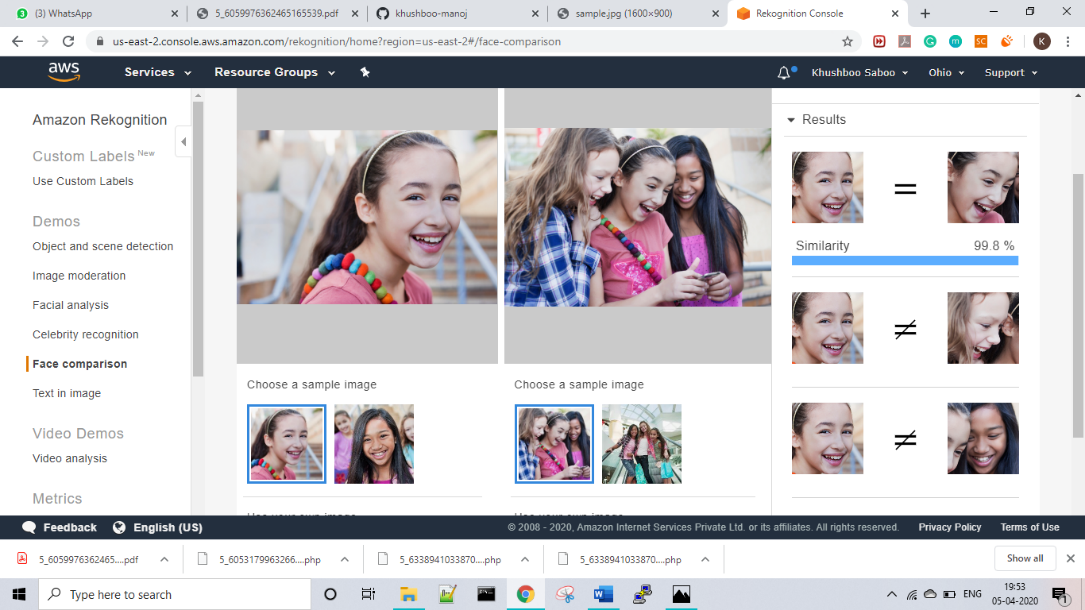 (3) WhatsApp
5_6059976362465165539.pdf
khushboo-manoj
sample.jpg (1600×900)
Rekognition Console
us-east-2.console.aws.amazon.com/rekognition/home?region=us-east-2#/face-comparison
K
aws
Services
Resource Groups
Khushboo Saboo
Ohio
Support
Amazon Rekognition
Custom Labels New
Use Custom Labels
Demos
Object and scene detection
Image moderation
Facial analysis
Celebrity recognition
Face comparison
Text in image
Video Demos
Video analysis
Metrics
Choose a sample image
Choose a sample image
Results
=
Similarity 99.8 %
≠
≠
Feedback
English (US)
© 2008 - 2020, Amazon Internet Services Private Ltd. or its affiliates. All rights reserved.
Privacy Policy
Terms of Use
5_6059976362465....pdf
5_6053179963266....php
5_6338941033870....php
5_6338941033870....php
Show all
Type here to search
ENG
19:53
05-04-2020